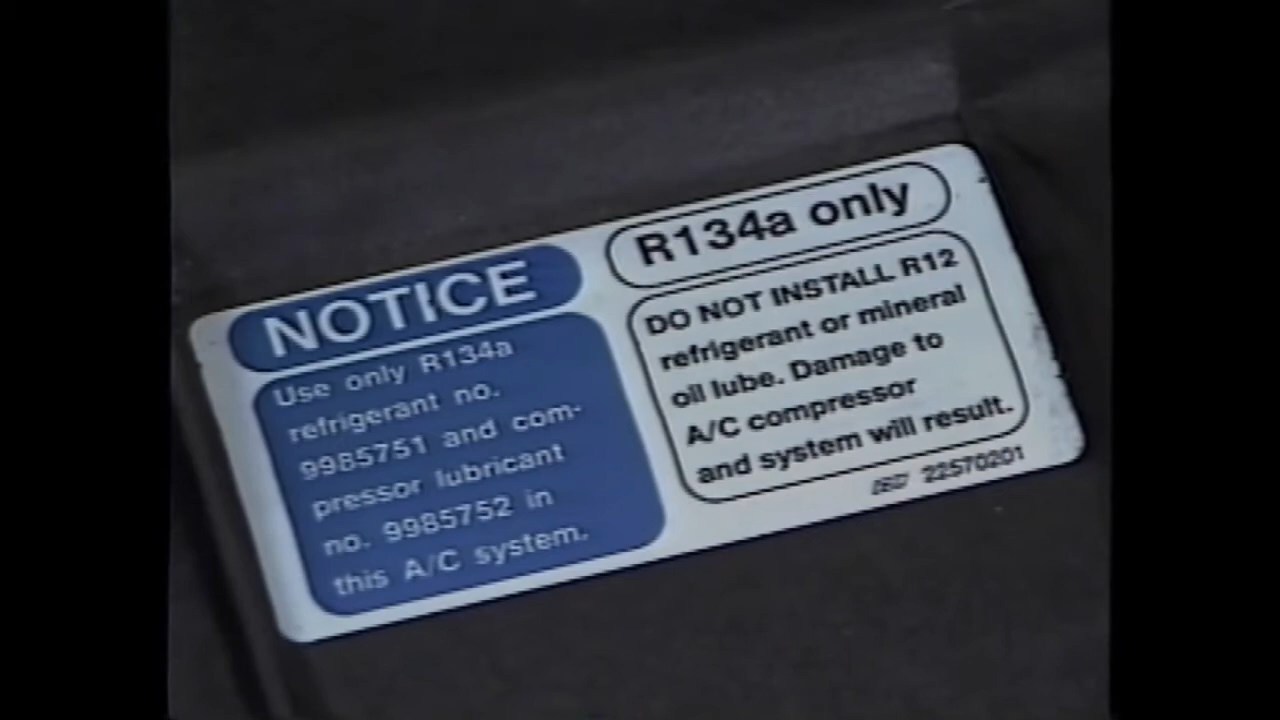 NOTICE
Use only R134a
refrigerant no.
9985751 and com-
pressor lubricant
no. 9985752 in
this A/C system.
R134a only
DO NOT INSTALL R12
refrigerant or mineral
oil lube. Damage to
A/C compressor
and system will result.
22570201